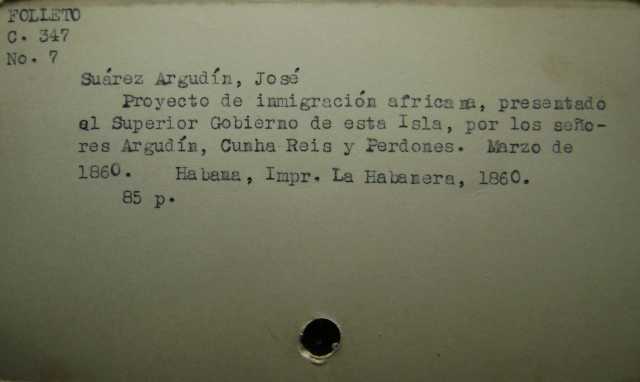 FOLLETO
C. 347
No. 7
Suárez Argudín, José
Proyecto de inmigración africana, presentado
al Superior Gobierno de esta Isla, por los seño-
res Argudín, Cunha Reis y Perdones. Marzo de
1860. Habana, Impr. La Habanera, 1860.
85 p.